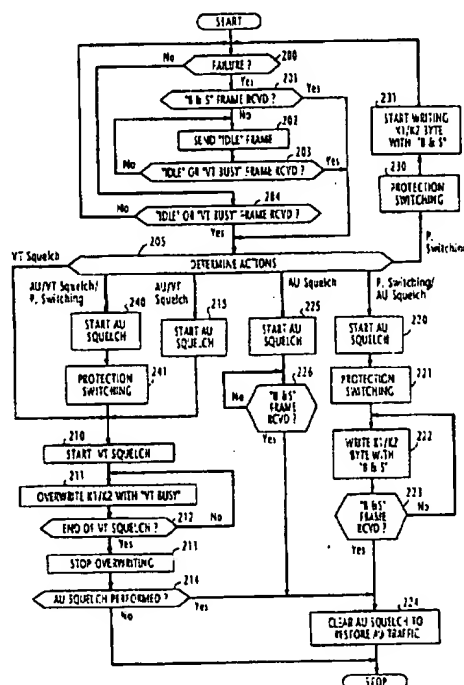 START
No
200
FAILURE ?
Yes
201
"B & S" FRAME RCVD ?
Yes
No
202
SEND "IDLE" FRAME
203
No
"IDLE" OR "VT BUSY" FRAME RCVD ?
Yes
204
No
"IDLE" OR "VT BUSY" FRAME RCVD ?
Yes
231
START WRITING
K1/K2 BYTE
WITH "B & S"
230
PROTECTION
SWITCHING
P.
Switching
205
VT Squelch
DETERMINE ACTIONS
AU/VT Squelch/
P. Switching
240
START AU
SQUELCH
241
PROTECTION
SWITCHING
AU/VT
Squelch
215
START AU
SQUELCH
AU Squelch
225
START AU
SQUELCH
226
No
"B & S"
FRAME
RCVD ?
Yes
P. Switching/
AU Squelch
220
START AU
SQUELCH
221
PROTECTION
SWITCHING
222
WRITE K1/K2
BYTE WITH
"B & S"
223
"B & S"
FRAME
RCVD ?
No
Yes
210
START VT SQUELCH
211
OVERWRITE K1/K2 WITH "VT BUSY"
212
END OF VT SQUELCH ?
No
Yes
STOP OVERWRITING
214
AU SQUELCH PERFORMED ?
Yes
No
224
CLEAR AU SQUELCH TO
RESTORE AU TRAFFIC
STOP